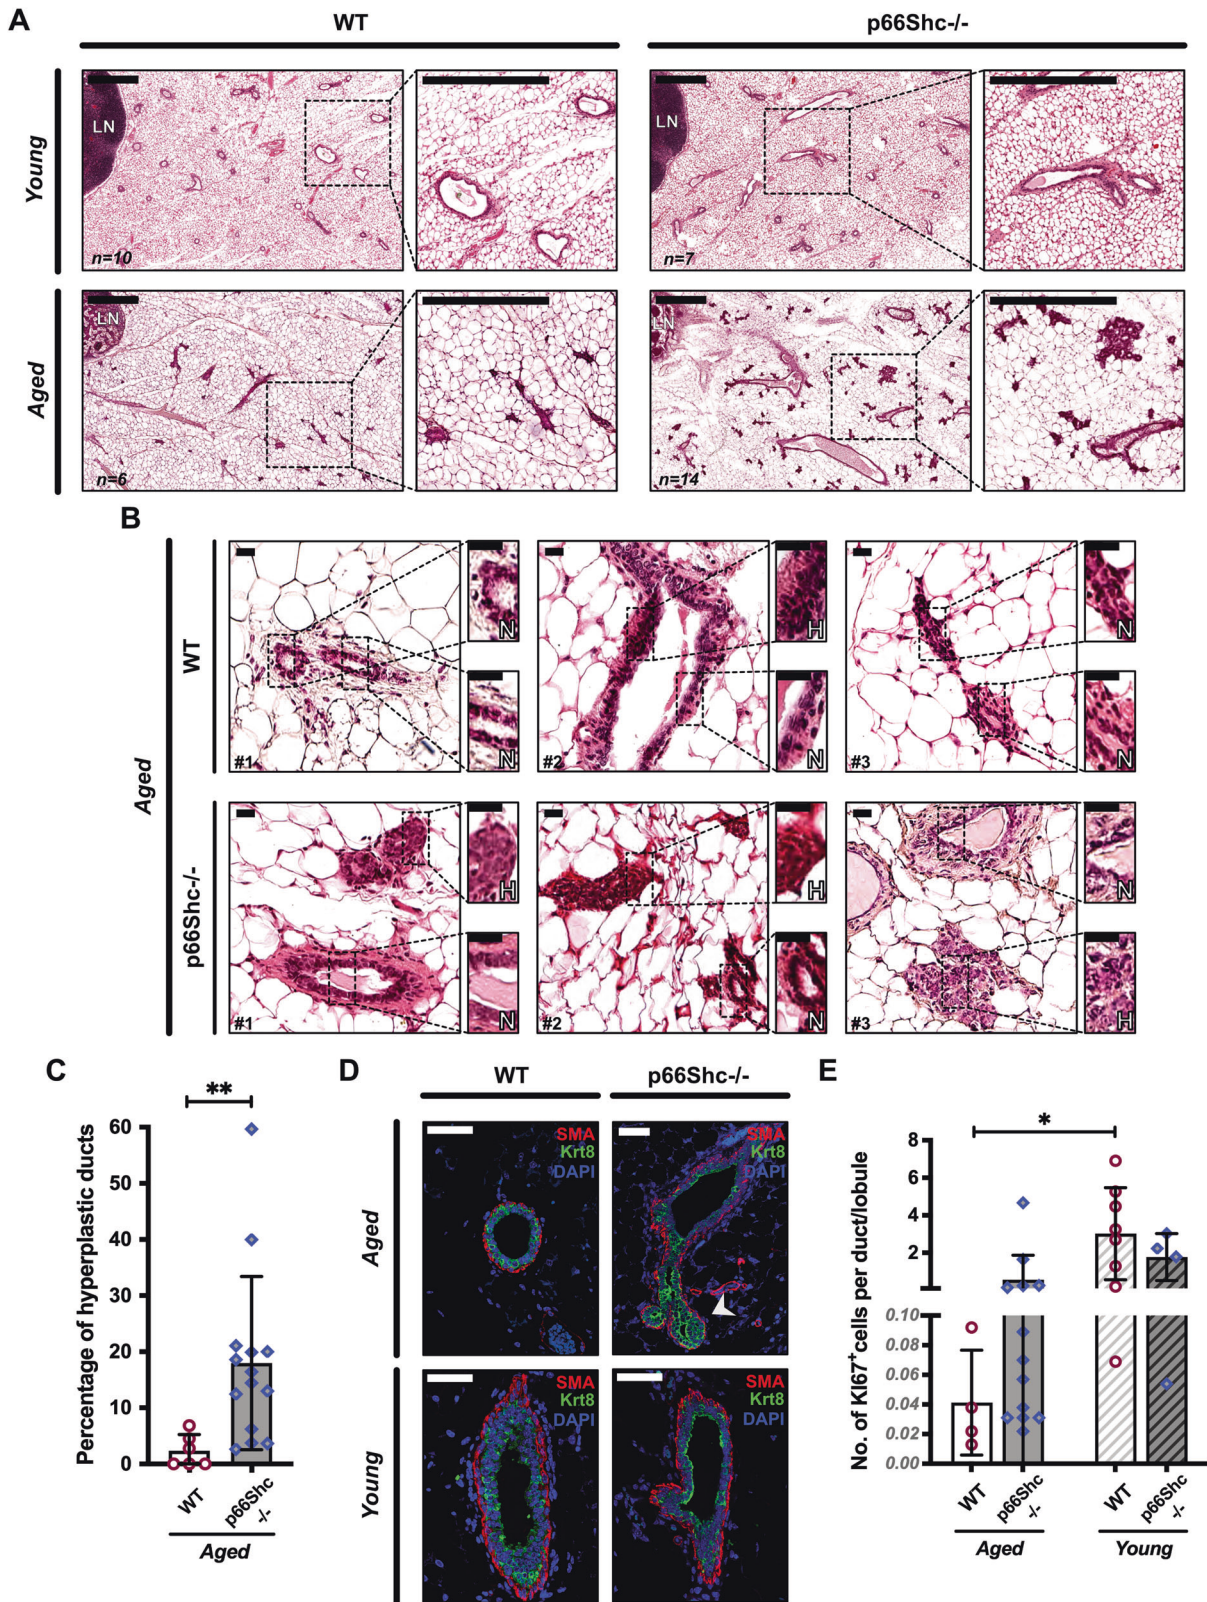 A
WT
p66Shc-/-
Young
LN
n=10
LN
n=7
Aged
LN
n=6
LN
n=14
B
Aged
WT
#1
N
N
#2
H
N
#3
N
N
p66Shc-/-
#1
H
N
#2
H
N
#3
N
H
C
**
Percentage of hyperplastic ducts
60
50
40
30
20
10
0
WT
p66Shc
-/-
Aged
D
WT
p66Shc-/-
Aged
SMA
Krt8
DAPI
SMA
Krt8
DAPI
Young
SMA
Krt8
DAPI
SMA
Krt8
DAPI
E
*
No. of KI67⁺cells per duct/lobule
8
6
4
2
0.10
0.08
0.06
0.04
0.02
0.00
WT
p66Shc
-/-
WT
p66Shc
-/-
Aged
Young